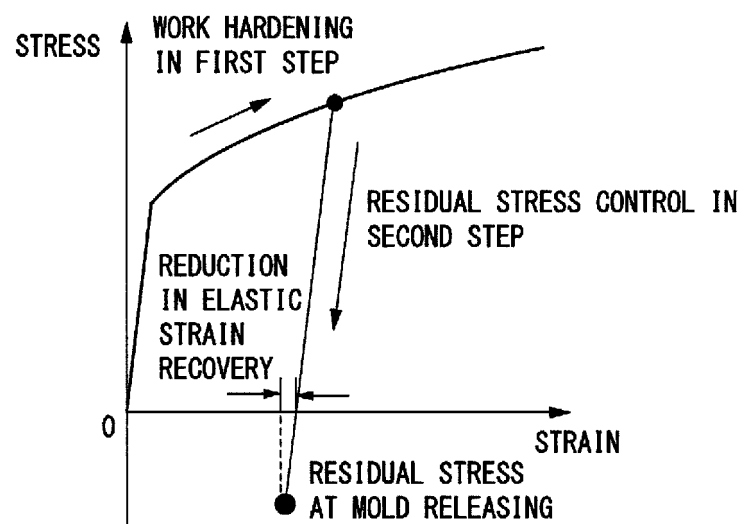 STRESS
WORK HARDENING
IN FIRST STEP
RESIDUAL STRESS CONTROL IN
SECOND STEP
REDUCTION
IN ELASTIC
STRAIN
RECOVERY
0
STRAIN
RESIDUAL STRESS
AT MOLD RELEASING